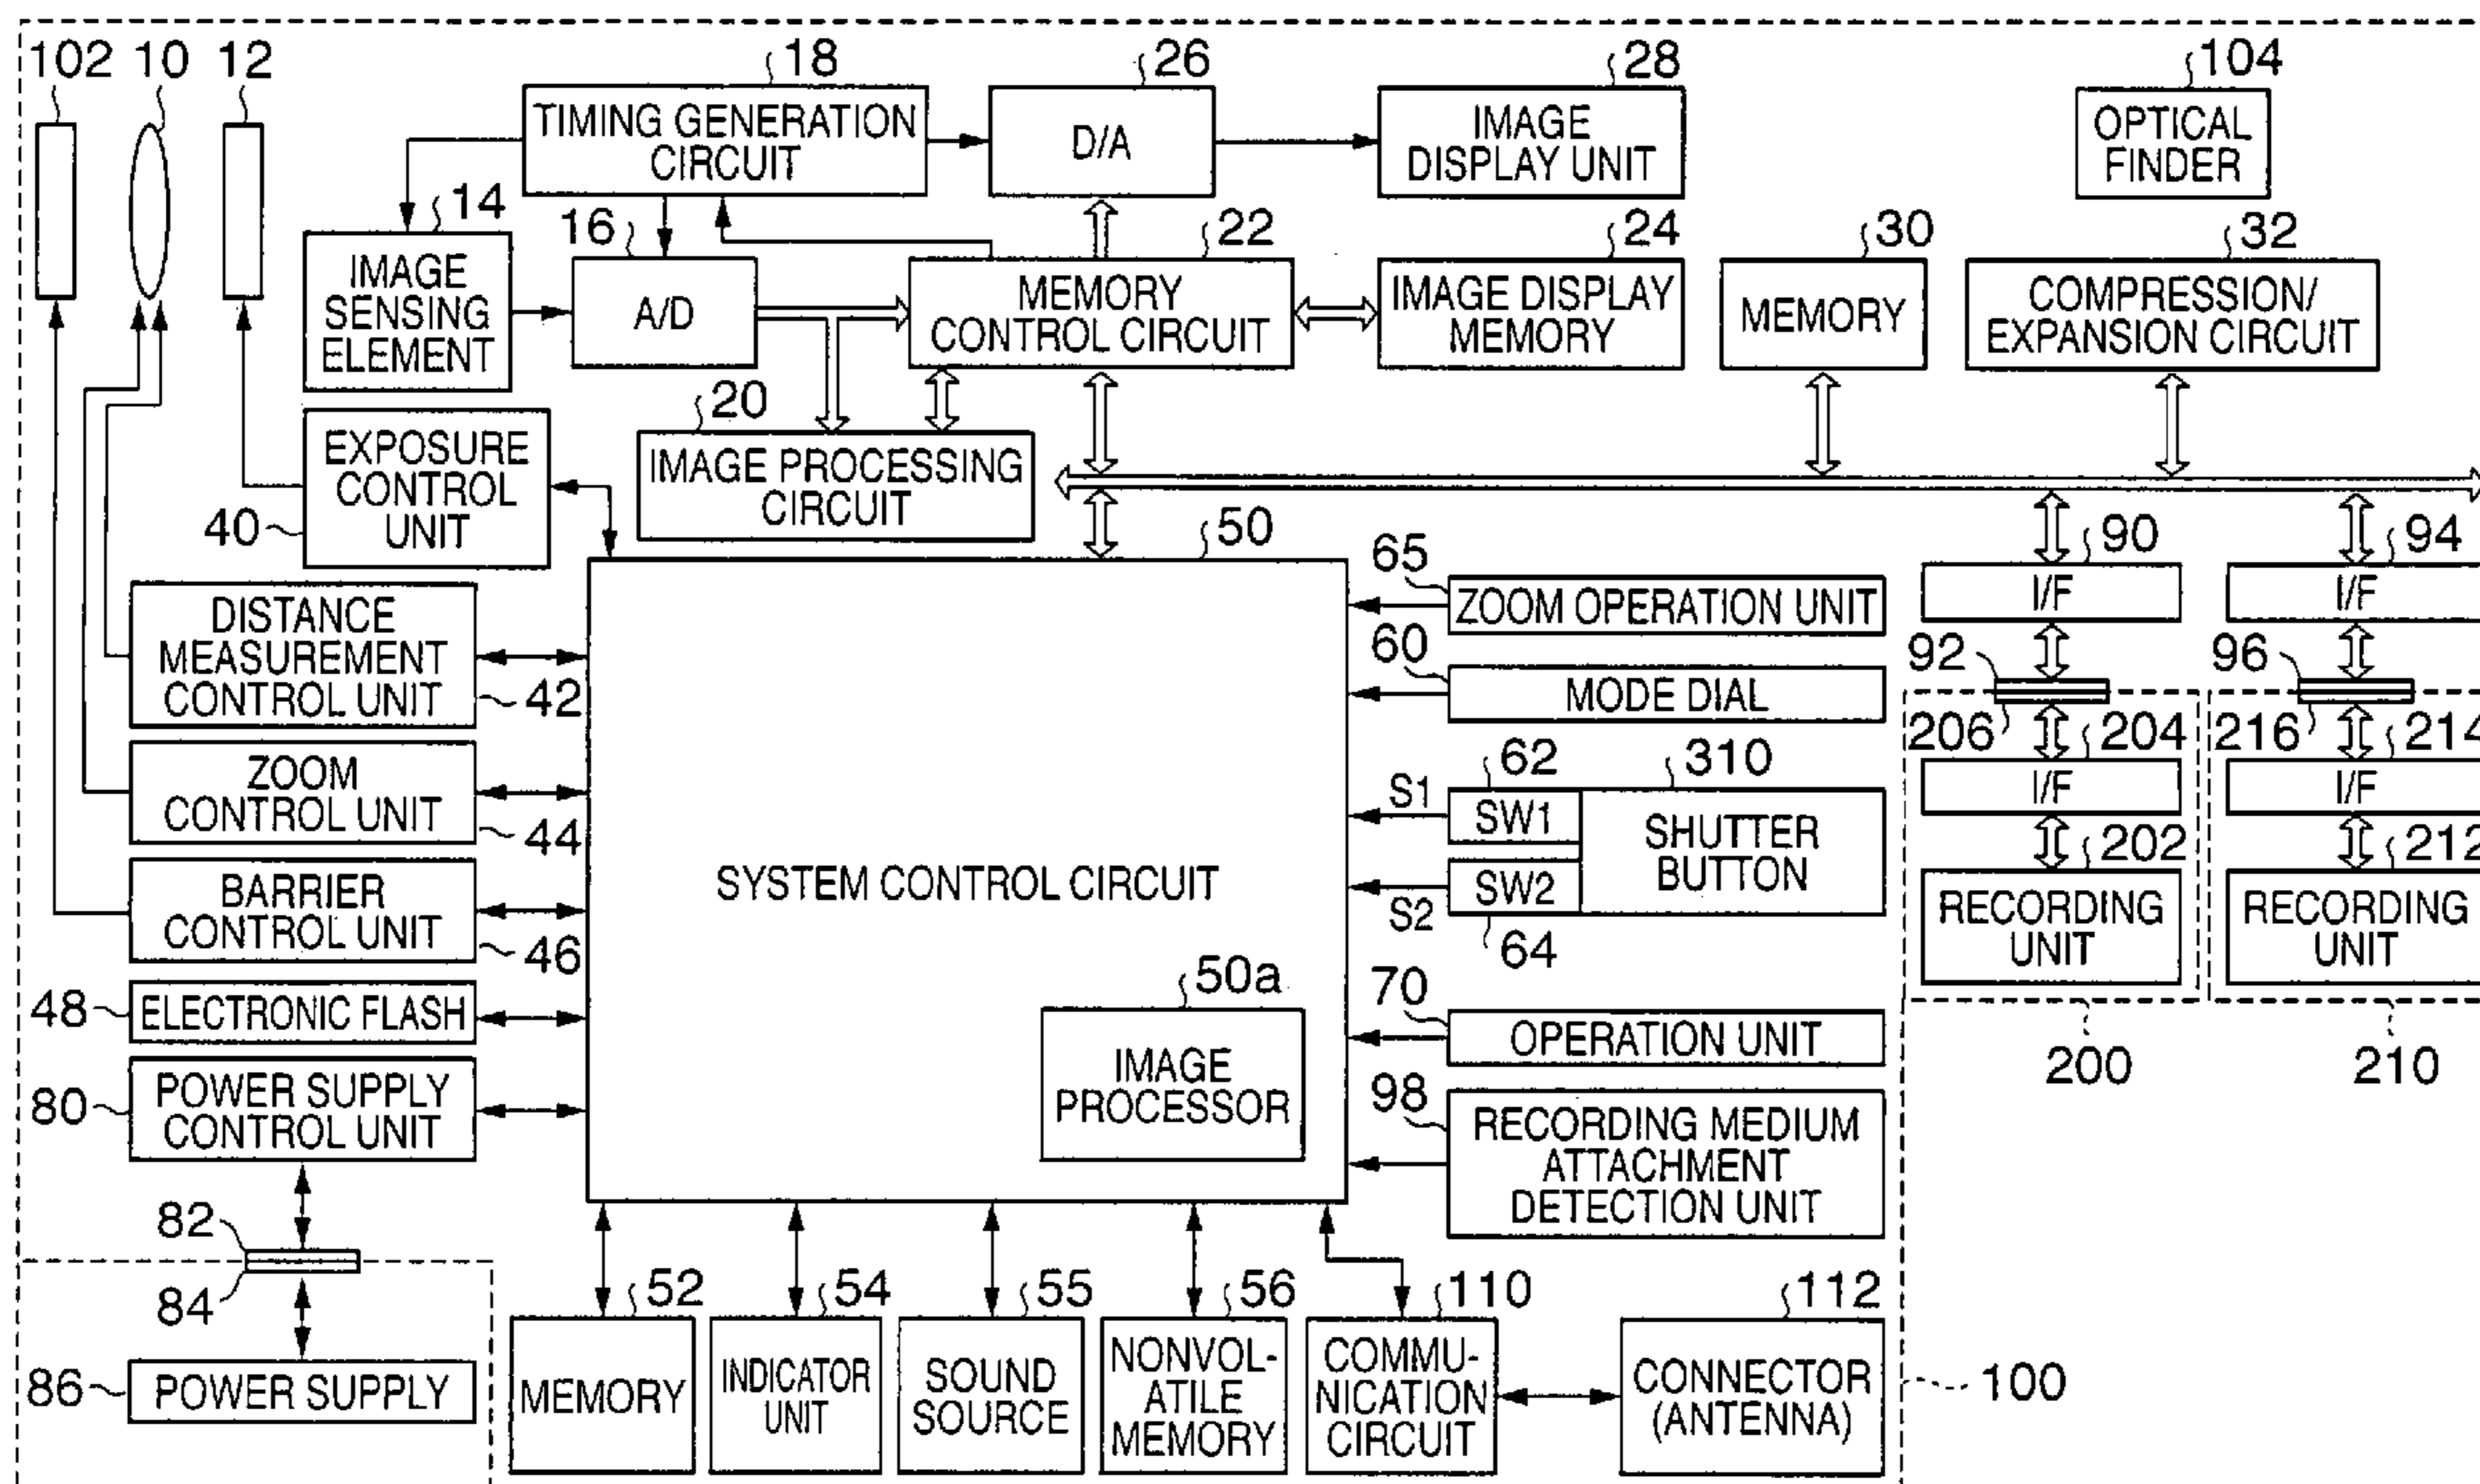 102
10
12
18
26
28
104
TIMING GENERATION
CIRCUIT
D/A
IMAGE
DISPLAY UNIT
OPTICAL
FINDER
14
16
22
24
30
32
IMAGE
SENSING
ELEMENT
A/D
MEMORY
CONTROL CIRCUIT
IMAGE DISPLAY
MEMORY
MEMORY
COMPRESSION/
EXPANSION CIRCUIT
20
EXPOSURE
CONTROL
UNIT
40
IMAGE PROCESSING
CIRCUIT
50
65
90
94
ZOOM OPERATION UNIT
I/F
I/F
DISTANCE
MEASUREMENT
CONTROL UNIT
42
60
92
96
MODE DIAL
206
204
216
214
ZOOM
CONTROL UNIT
44
62
310
I/F
I/F
S1
SW1
SHUTTER
BUTTON
S2
SW2
64
202
212
RECORDING
UNIT
RECORDING
UNIT
SYSTEM CONTROL CIRCUIT
BARRIER
CONTROL UNIT
46
48
ELECTRONIC FLASH
50a
IMAGE
PROCESSOR
70
OPERATION UNIT
200
210
80
POWER SUPPLY
CONTROL UNIT
98
RECORDING MEDIUM
ATTACHMENT
DETECTION UNIT
82
84
52
54
55
56
110
112
86
POWER SUPPLY
MEMORY
INDICATOR
UNIT
SOUND
SOURCE
NONVOL-
ATILE
MEMORY
COMMU-
NICATION
CIRCUIT
CONNECTOR
(ANTENNA)
100